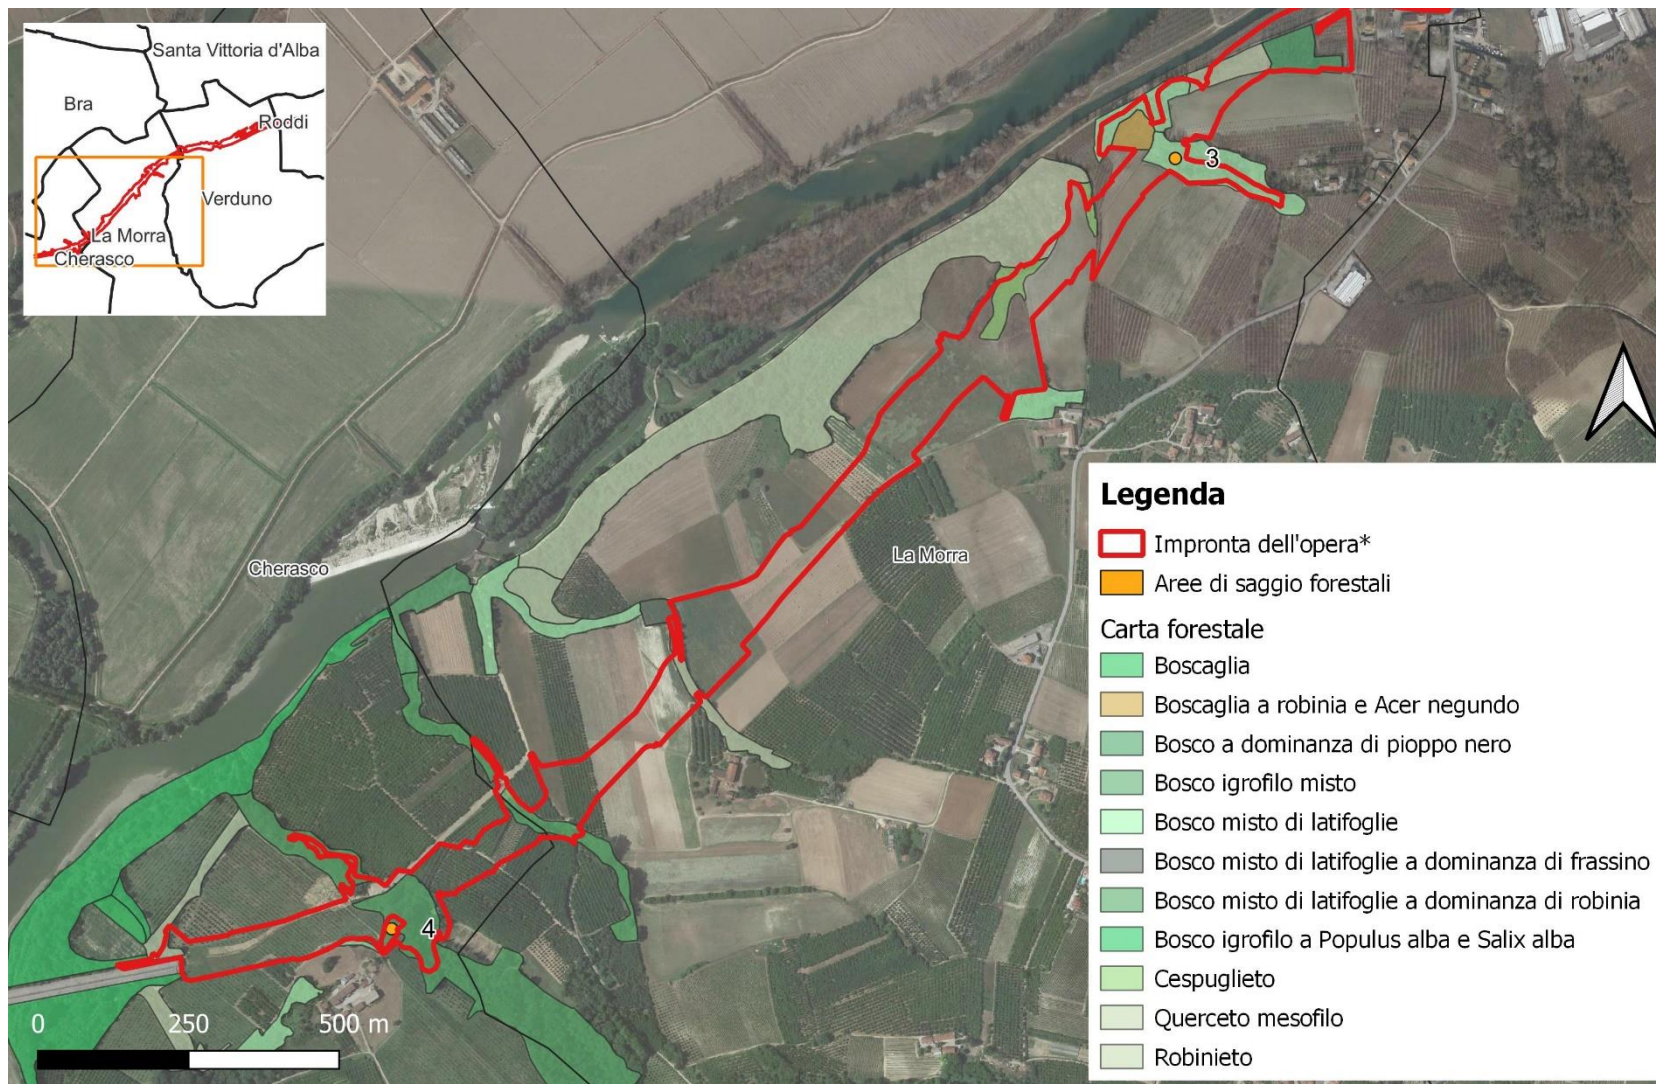 Santa Vittoria d'Alba
Bra
Roddi
Verduno
La Morra
Cherasco
3
Cherasco
La Morra
4
0 250 500 m
Legenda
Impronta dell'opera*
Aree di saggio forestali
Carta forestale
Boscaglia
Boscaglia a robinia e Acer negundo
Bosco a dominanza di pioppo nero
Bosco igrofilo misto
Bosco misto di latifoglie
Bosco misto di latifoglie a dominanza di frassino
Bosco misto di latifoglie a dominanza di robinia
Bosco igrofilo a Populus alba e Salix alba
Cespuglieto
Querceto mesofilo
Robinieto